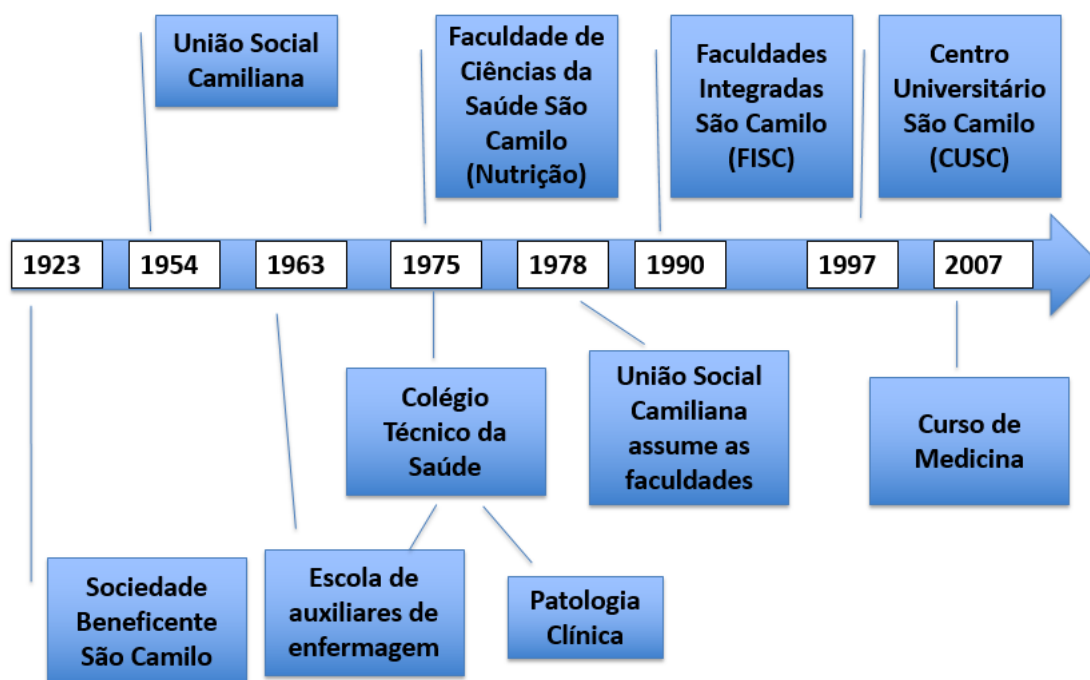 União Social
Camiliana
Faculdade de
Ciências da
Saúde São
Camilo
(Nutrição)
Faculdades
Integradas
São Camilo
(FISC)
Centro
Universitário
São Camilo
(CUSC)
1923
1954
1963
1975
1978
1990
1997
2007
Colégio
Técnico da
Saúde
União Social
Camiliana
assume as
faculdades
Curso de
Medicina
Sociedade
Beneficente
São Camilo
Escola de
auxiliares de
enfermagem
Patologia
Clínica